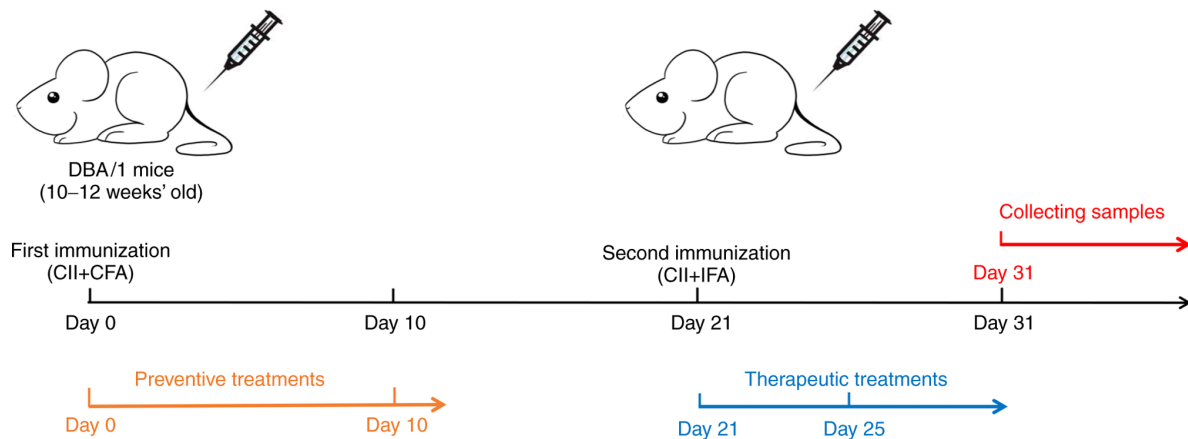 DBA/1 mice
(10–12 weeks' old)
Collecting samples
First immunization
(CII+CFA)
Second immunization
(CII+IFA)
Day 31
Day 0
Day 10
Day 21
Day 31
Preventive treatments
Therapeutic treatments
Day 0
Day 10
Day 21
Day 25